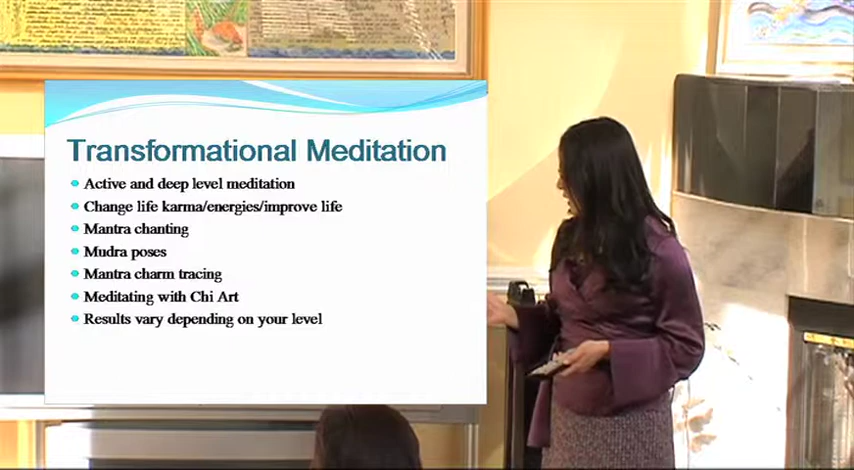 Transformational Meditation
Active and deep level meditation
Change life karma/energies/improve life
Mantra chanting
Mudra poses
Mantra charm tracing
Meditating with Chi Art
Results vary depending on your level